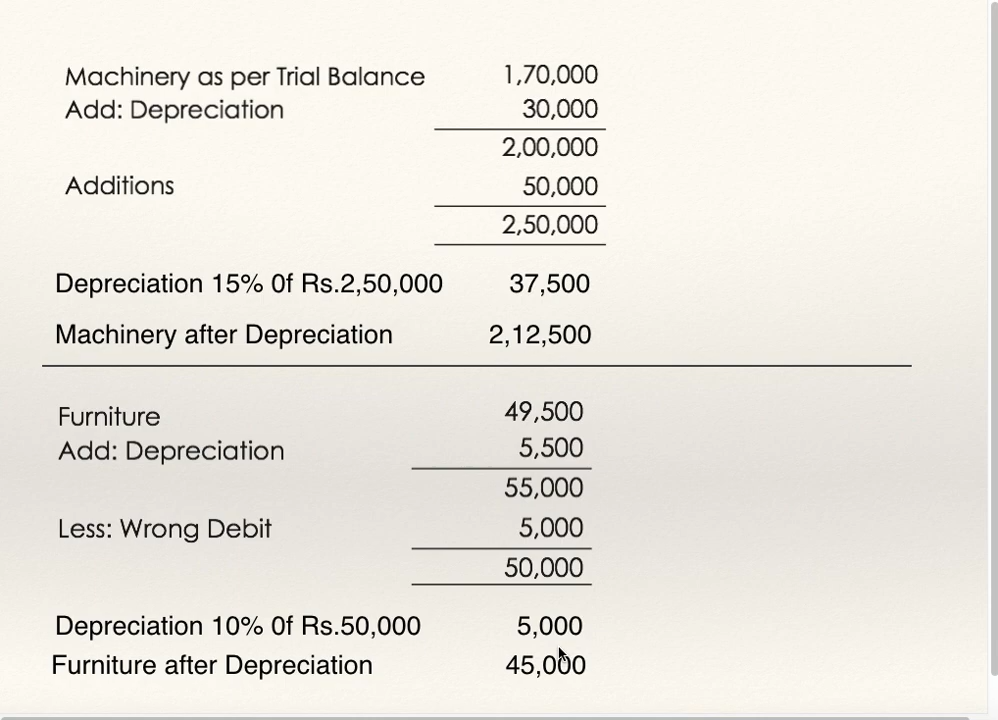 Machinery as per Trial Balance 1,70,000
Add: Depreciation 30,000
2,00,000
Additions 50,000
2,50,000
Depreciation 15% 0f Rs.2,50,000 37,500
Machinery after Depreciation 2,12,500
Furniture 49,500
Add: Depreciation 5,500
55,000
Less: Wrong Debit 5,000
50,000
Depreciation 10% 0f Rs.50,000 5,000
Furniture after Depreciation 45,000